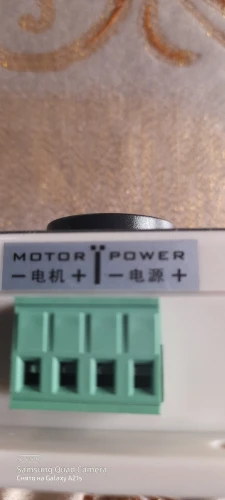 MOTOR POWER
一电机+ 一电源+
Samsung Quad Camera
Снято на Galaxy A21s